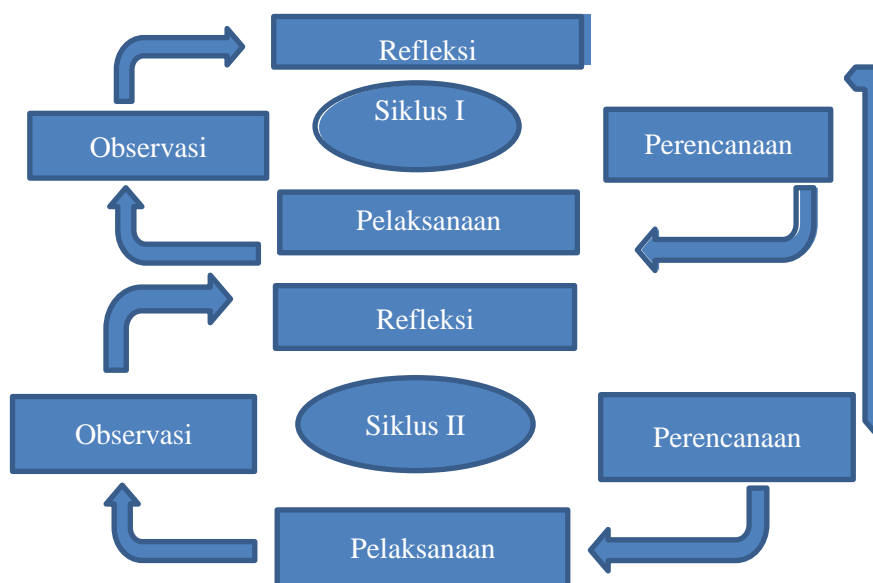 Refleksi
Siklus I
Observasi
Perencanaan
Pelaksanaan
Refleksi
Siklus II
Observasi
Perencanaan
Pelaksanaan